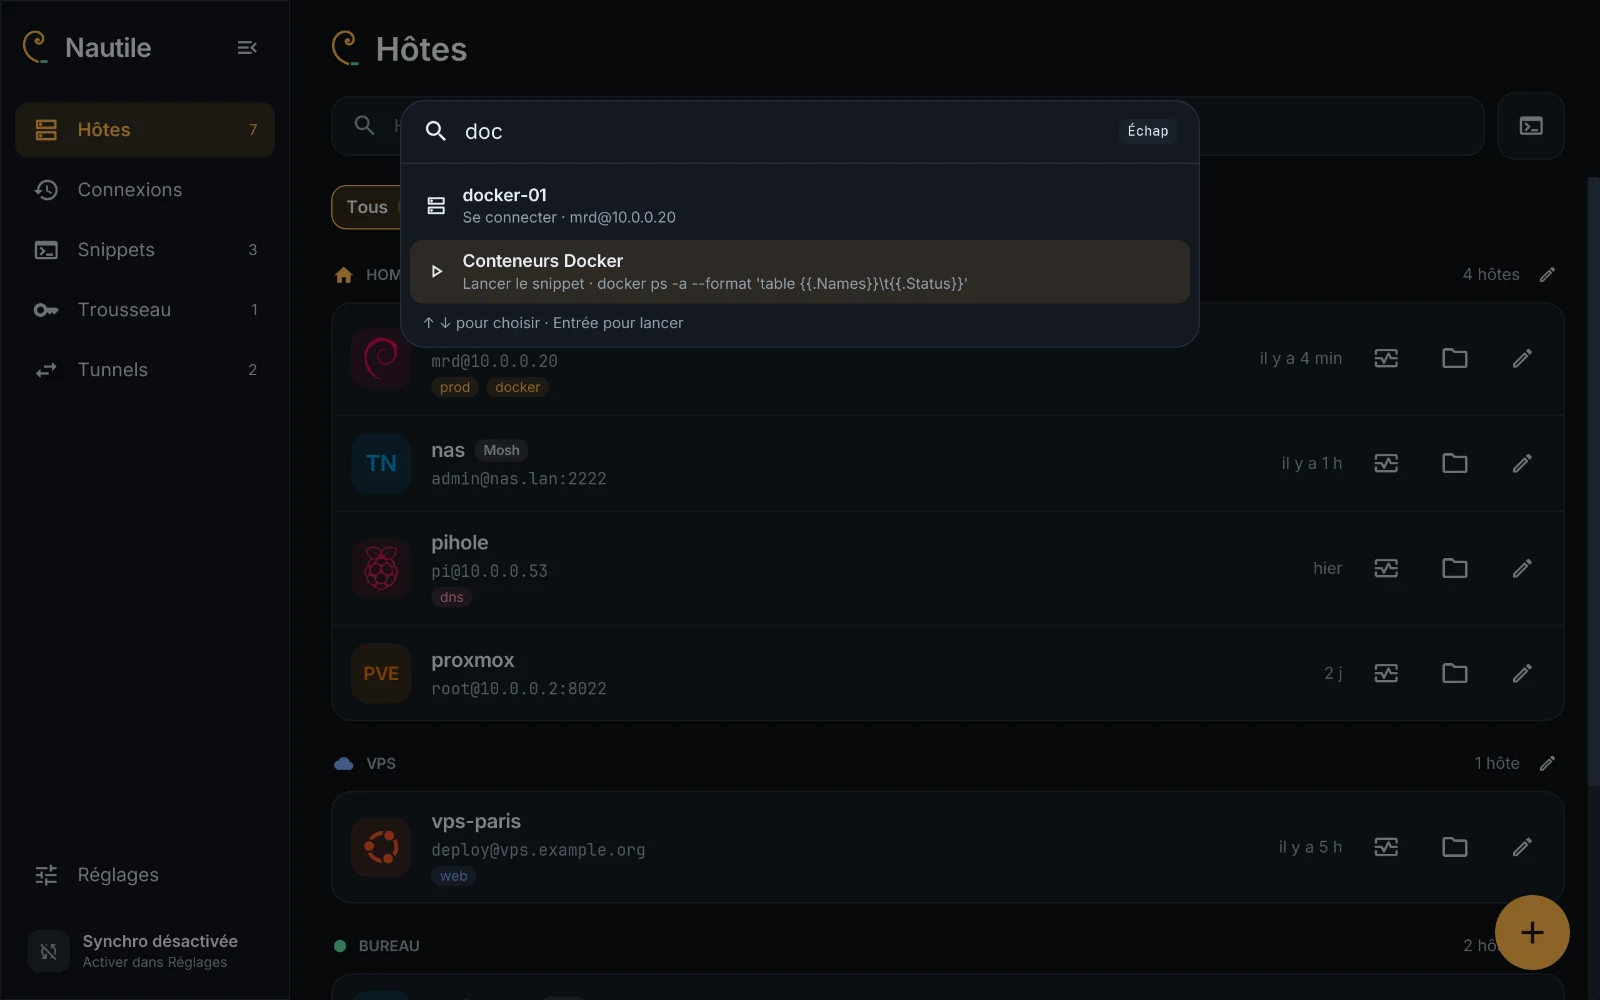 Nautile
Hôtes 7
Connexions
Snippets 3
Trousseau 1
Tunnels 2
Réglages
Synchro désactivée
Activer dans Réglages
Hôtes
doc
Échap
docker-01
Se connecter · mrd@10.0.0.20
Conteneurs Docker
Lancer le snippet · docker ps -a --format 'table {{.Names}}\t{{.Status}}'
↑ ↓ pour choisir · Entrée pour lancer
Tous
4 hôtes
mrd@10.0.0.20
il y a 4 min
prod docker
TN
nas Mosh
admin@nas.lan:2222
il y a 1 h
pihole
pi@10.0.0.53
hier
dns
PVE
proxmox
root@10.0.0.2:8022
2 j
VPS
1 hôte
vps-paris
deploy@vps.example.org
il y a 5 h
web
BUREAU
2